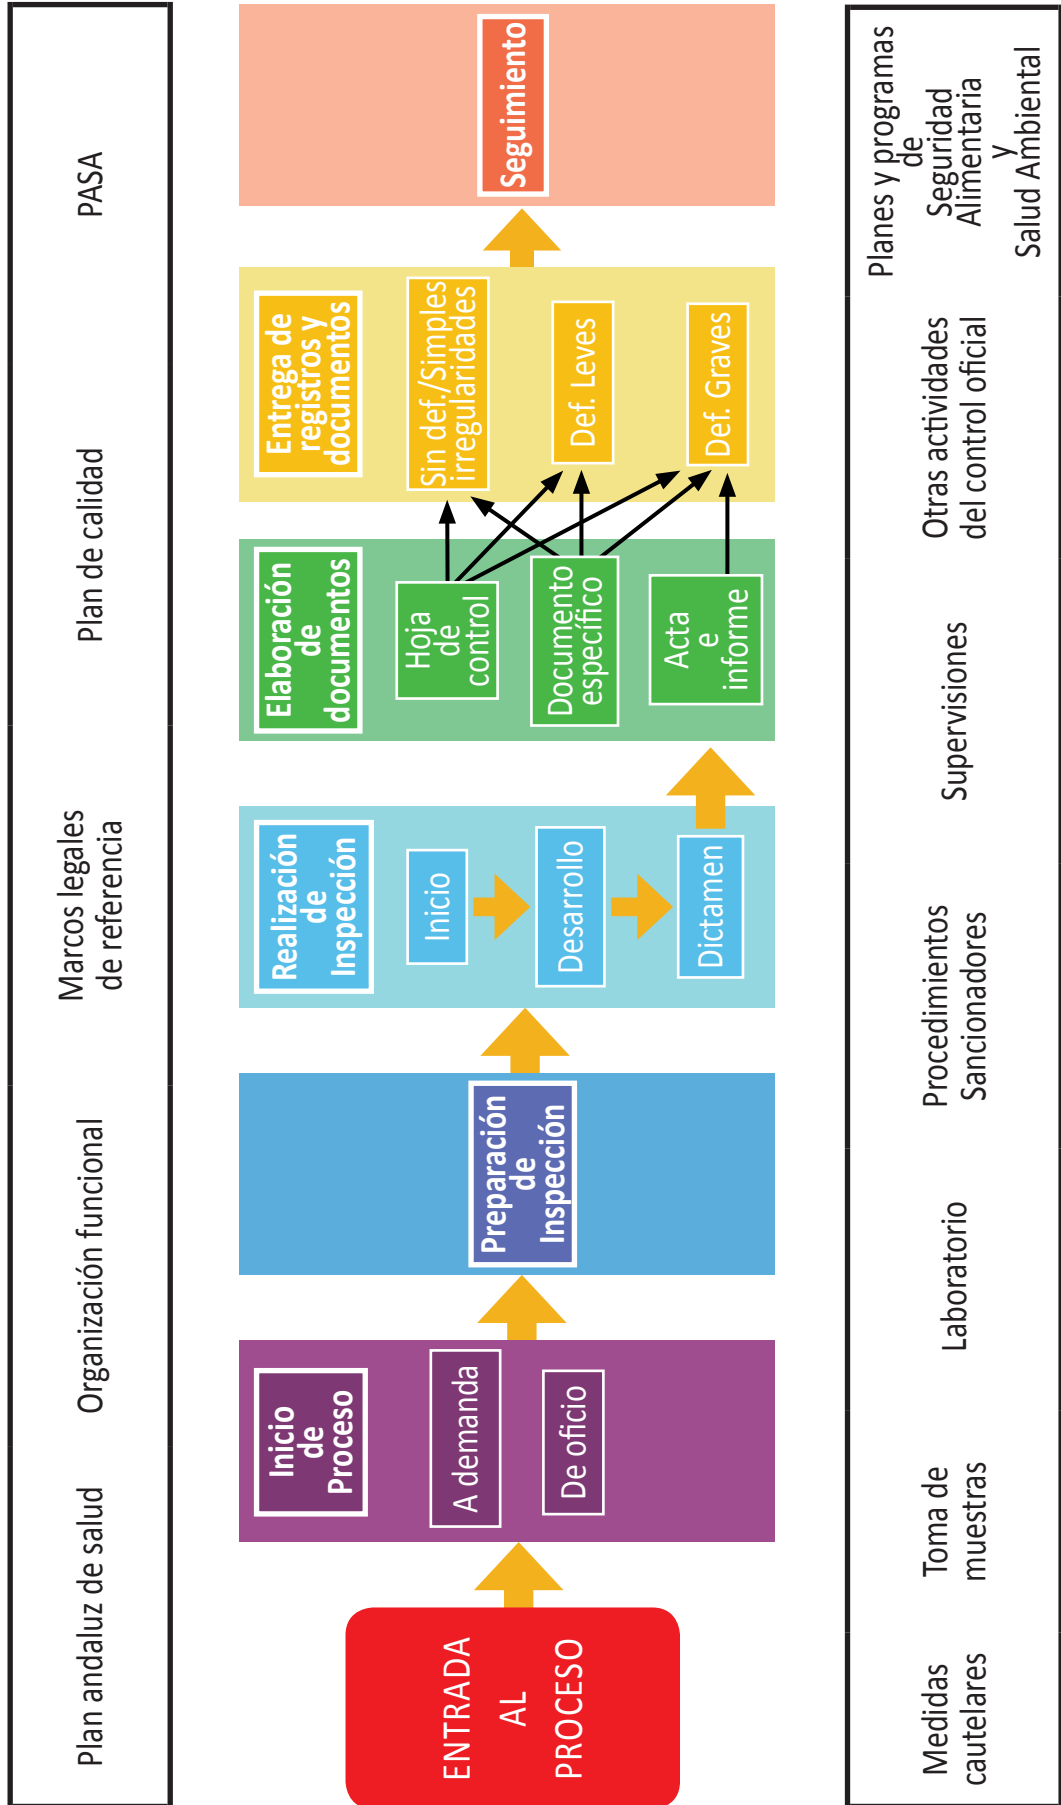 Plan andaluz de salud
Organización funcional
Marcos legales
de referencia
Plan de calidad
PASA
ENTRADA
AL
PROCESO
Inicio
de
Proceso
A demanda
De oficio
Preparación
de
Inspección
Realización
de
Inspección
Inicio
Desarrollo
Dictamen
Elaboración
de
documentos
Hoja
de
control
Documento
específico
Acta
e
informe
Entrega de
registros y
documentos
Sin def./Simples
irregularidades
Def. Leves
Def. Graves
Seguimiento
Medidas
cautelares
Toma de
muestras
Laboratorio
Procedimientos
Sancionadores
Supervisiones
Otras actividades
del control oficial
Planes y programas
de
Seguridad
Alimentaria
y
Salud Ambiental